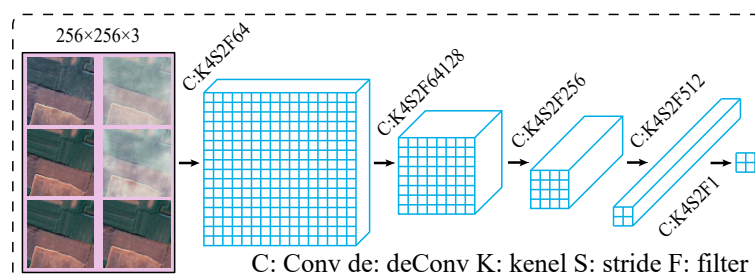 256×256×3
C:K4S2F64
C:K4S2F64128
C:K4S2F256
C:K4S2F512
C:K4S2F1
C: Conv de: deConv K: kenel S: stride F: filter